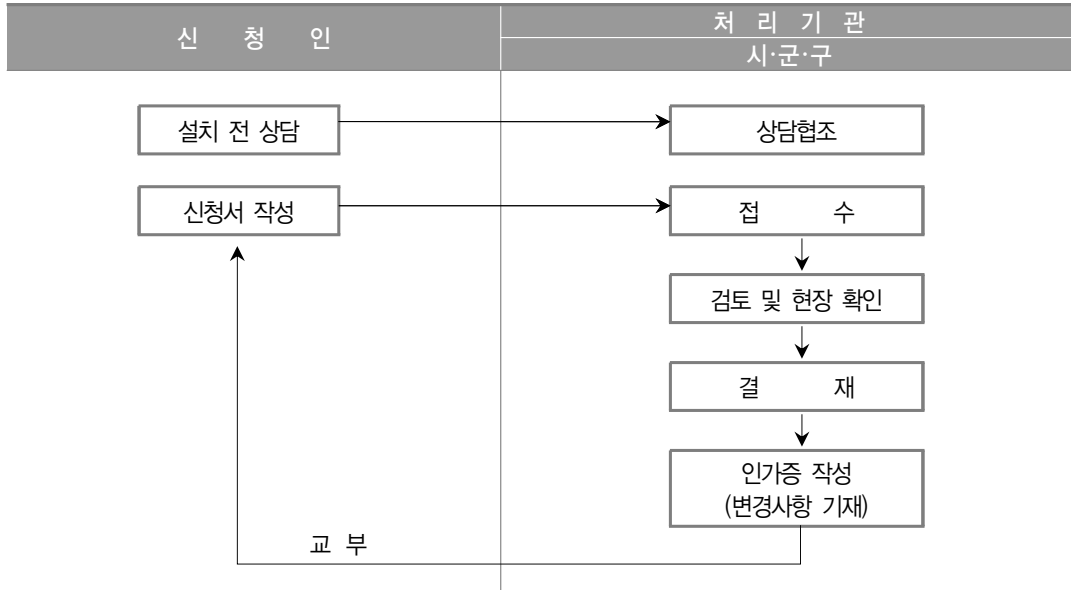 신 청 인
처 리 기 관
시·군·구
설치 전 상담
상담협조
신청서 작성
접 수
검토 및 현장 확인
결 재
인가증 작성
(변경사항 기재)
교 부